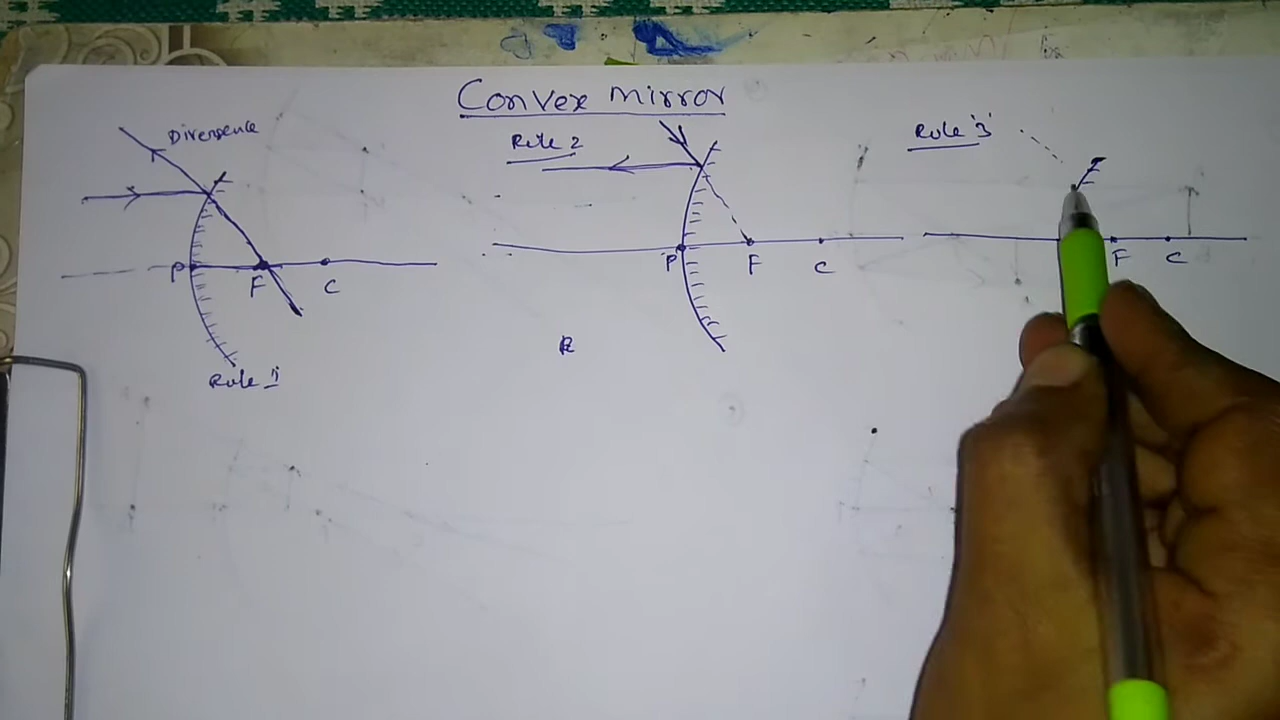 Convex mirror
Divergence
P
F
C
Rule 1
Rule 2
P
F
C
R
Rule '3'
F
C